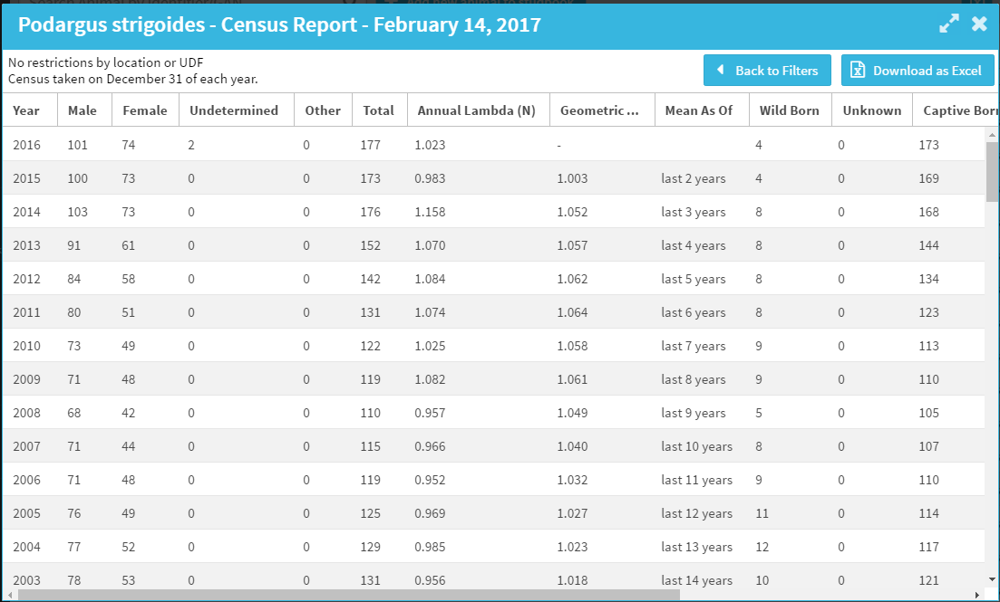 Podargus strigoides - Census Report - February 14, 2017
No restrictions by location or UDF
Census taken on December 31 of each year.
Back to Filters
Download as Excel
Year Male Female Undetermined Other Total Annual Lambda (N) Geometric ... Mean As Of Wild Born Unknown Captive Born
2016 101 74 2 0 177 1.023 - 4 0 173
2015 100 73 0 0 173 0.983 1.003 last 2 years 4 0 169
2014 103 73 0 0 176 1.158 1.052 last 3 years 8 0 168
2013 91 61 0 0 152 1.070 1.057 last 4 years 8 0 144
2012 84 58 0 0 142 1.084 1.062 last 5 years 8 0 134
2011 80 51 0 0 131 1.074 1.064 last 6 years 8 0 123
2010 73 49 0 0 122 1.025 1.058 last 7 years 9 0 113
2009 71 48 0 0 119 1.082 1.061 last 8 years 9 0 110
2008 68 42 0 0 110 0.957 1.049 last 9 years 5 0 105
2007 71 44 0 0 115 0.966 1.040 last 10 years 8 0 107
2006 71 48 0 0 119 0.952 1.032 last 11 years 9 0 110
2005 76 49 0 0 125 0.969 1.027 last 12 years 11 0 114
2004 77 52 0 0 129 0.985 1.023 last 13 years 12 0 117
2003 78 53 0 0 131 0.956 1.018 last 14 years 10 0 121